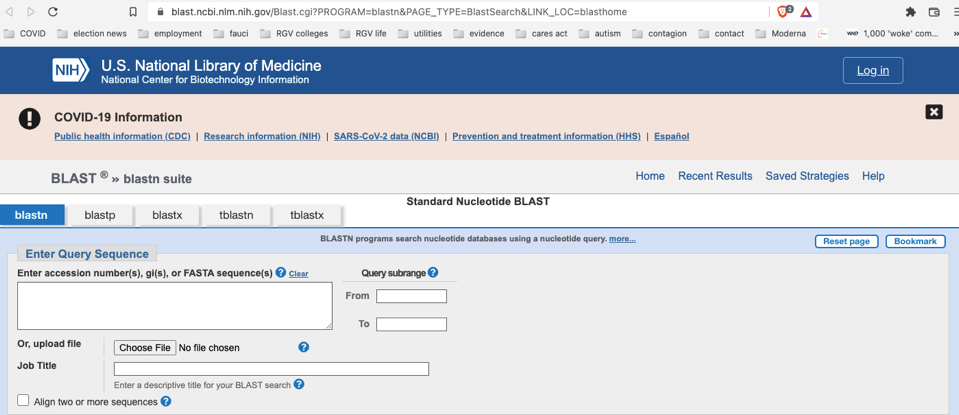 blast.ncbi.nlm.nih.gov/Blast.cgi?PROGRAM=blastn&PAGE_TYPE=BlastSearch&LINK_LOC=blasthome 3
COVID election news employment fauci RGV colleges RGV life utilities evidence cares act autism contagion contact Moderna WND 1,000 'woke' com... »
NIH U.S. National Library of Medicine
National Center for Biotechnology Information
Log in
COVID-19 Information
Public health information (CDC) | Research information (NIH) | SARS-CoV-2 data (NCBI) | Prevention and treatment information (HHS) | Español
BLAST ® » blastn suite Home Recent Results Saved Strategies Help
Standard Nucleotide BLAST
blastn blastp blastx tblastn tblastx
BLASTN programs search nucleotide databases using a nucleotide query. more... Reset page Bookmark
Enter Query Sequence
Enter accession number(s), gi(s), or FASTA sequence(s) ? Clear Query subrange ?
From
To
Or, upload file Choose File No file chosen ?
Job Title
Enter a descriptive title for your BLAST search ?
Align two or more sequences ?